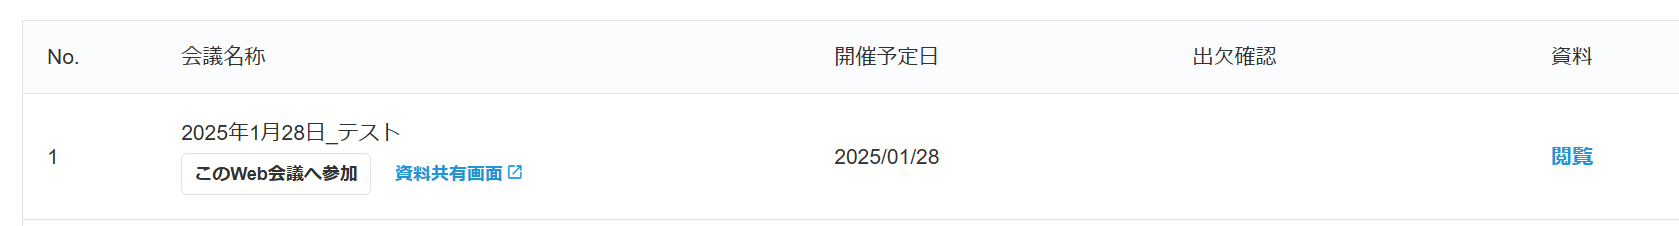 No. 会議名称 開催予定日 出欠確認 資料
2025年1月28日_テスト
1 2025/01/28 閲覧
このWeb会議へ参加 資料共有画面